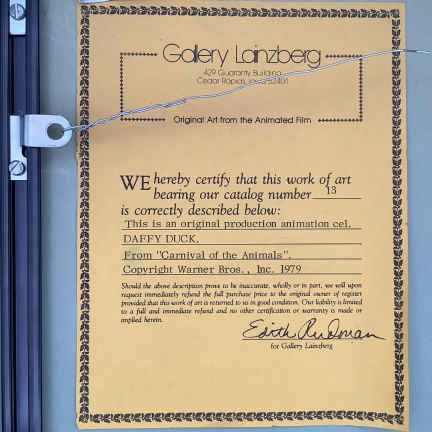 Gallery Lainzberg
429 Guaranty Building
Cedar Rapids, Iowa 52401
Original Art from the Animated Film
WE hereby certify that this work of art
bearing our catalog number 13
is correctly described below:
This is an original production animation cel.
DAFFY DUCK.
From "Carnival of the Animals".
Copyright Warner Bros., Inc. 1979
Should the above description prove to be inaccurate, wholly or in part, we will upon
request immediately refund the full purchase price to the original owner of register
provided that this work of art is returned to us in good condition. Our liability is limited
to a full and immediate refund and no other certification or warranty is made or
implied herein.
Edith Rudman
for Gallery Lainzberg